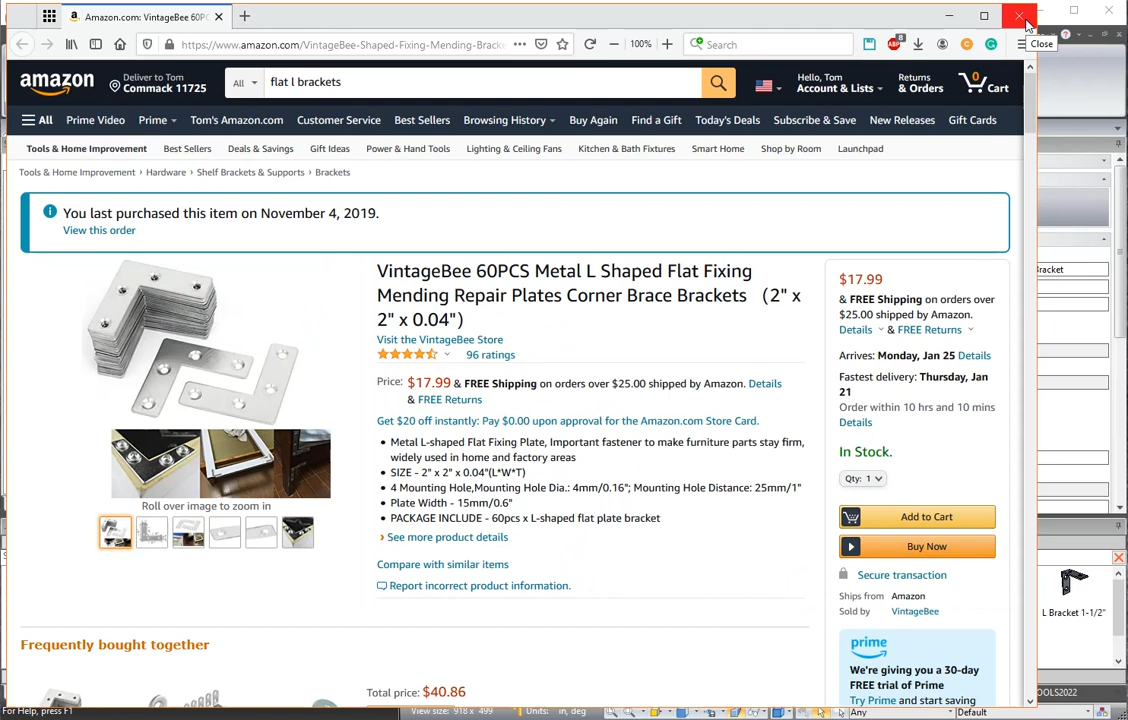 Amazon.com: VintageBee 60PC
Close
https://www.amazon.com/VintageBee-Shaped-Fixing-Mending-Brack
100%
Search
8
amazon
Deliver to Tom
Commack 11725
All
flat l brackets
Hello, Tom
Account & Lists
Returns
& Orders
0
Cart
All
Prime Video
Prime
Tom's Amazon.com
Customer Service
Best Sellers
Browsing History
Buy Again
Find a Gift
Today's Deals
Subscribe & Save
New Releases
Gift Cards
Tools & Home Improvement
Best Sellers
Deals & Savings
Gift Ideas
Power & Hand Tools
Lighting & Ceiling Fans
Kitchen & Bath Fixtures
Smart Home
Shop by Room
Launchpad
Tools & Home Improvement › Hardware › Shelf Brackets & Supports › Brackets
You last purchased this item on November 4, 2019.
View this order
VintageBee 60PCS Metal L Shaped Flat Fixing
Mending Repair Plates Corner Brace Brackets （2" x
2" x 0.04"）
Visit the VintageBee Store
96 ratings
Price: $17.99 & FREE Shipping on orders over $25.00 shipped by Amazon. Details
& FREE Returns
Get $20 off instantly: Pay $0.00 upon approval for the Amazon.com Store Card.
• Metal L-shaped Flat Fixing Plate, Important fastener to make furniture parts stay firm,
widely used in home and factory areas
• SIZE - 2" x 2" x 0.04"(L*W*T)
• 4 Mounting Hole,Mounting Hole Dia.: 4mm/0.16"; Mounting Hole Distance: 25mm/1"
• Plate Width - 15mm/0.6"
• PACKAGE INCLUDE - 60pcs x L-shaped flat plate bracket
› See more product details
Compare with similar items
Report incorrect product information.
Roll over image to zoom in
$17.99
& FREE Shipping on orders over
$25.00 shipped by Amazon.
Details & FREE Returns
Arrives: Monday, Jan 25 Details
Fastest delivery: Thursday, Jan
21
Order within 10 hrs and 10 mins
Details
In Stock.
Qty: 1
Add to Cart
Buy Now
Secure transaction
Ships from Amazon
Sold by VintageBee
prime
We're giving you a 30-day
FREE trial of Prime
Try Prime and start saving
Frequently bought together
Total price: $40.86
L Bracket 1-1/2"
For Help, press F1
View size: 918 x 499
Units: in, deg
Any
Default